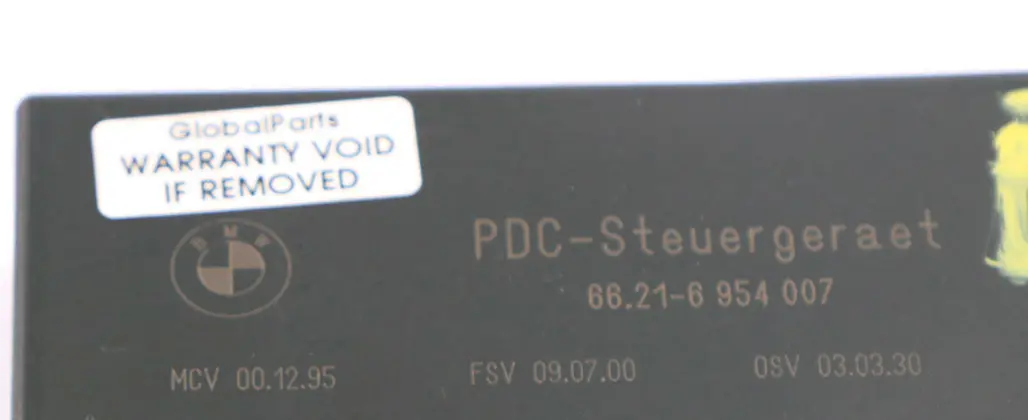 GlobalParts
WARRANTY VOID
IF REMOVED
BMW
PDC-Steuergeraet
66.21-6 954 007
MCV 00.12.95 FSV 09.07.00 OSV 03.03.30